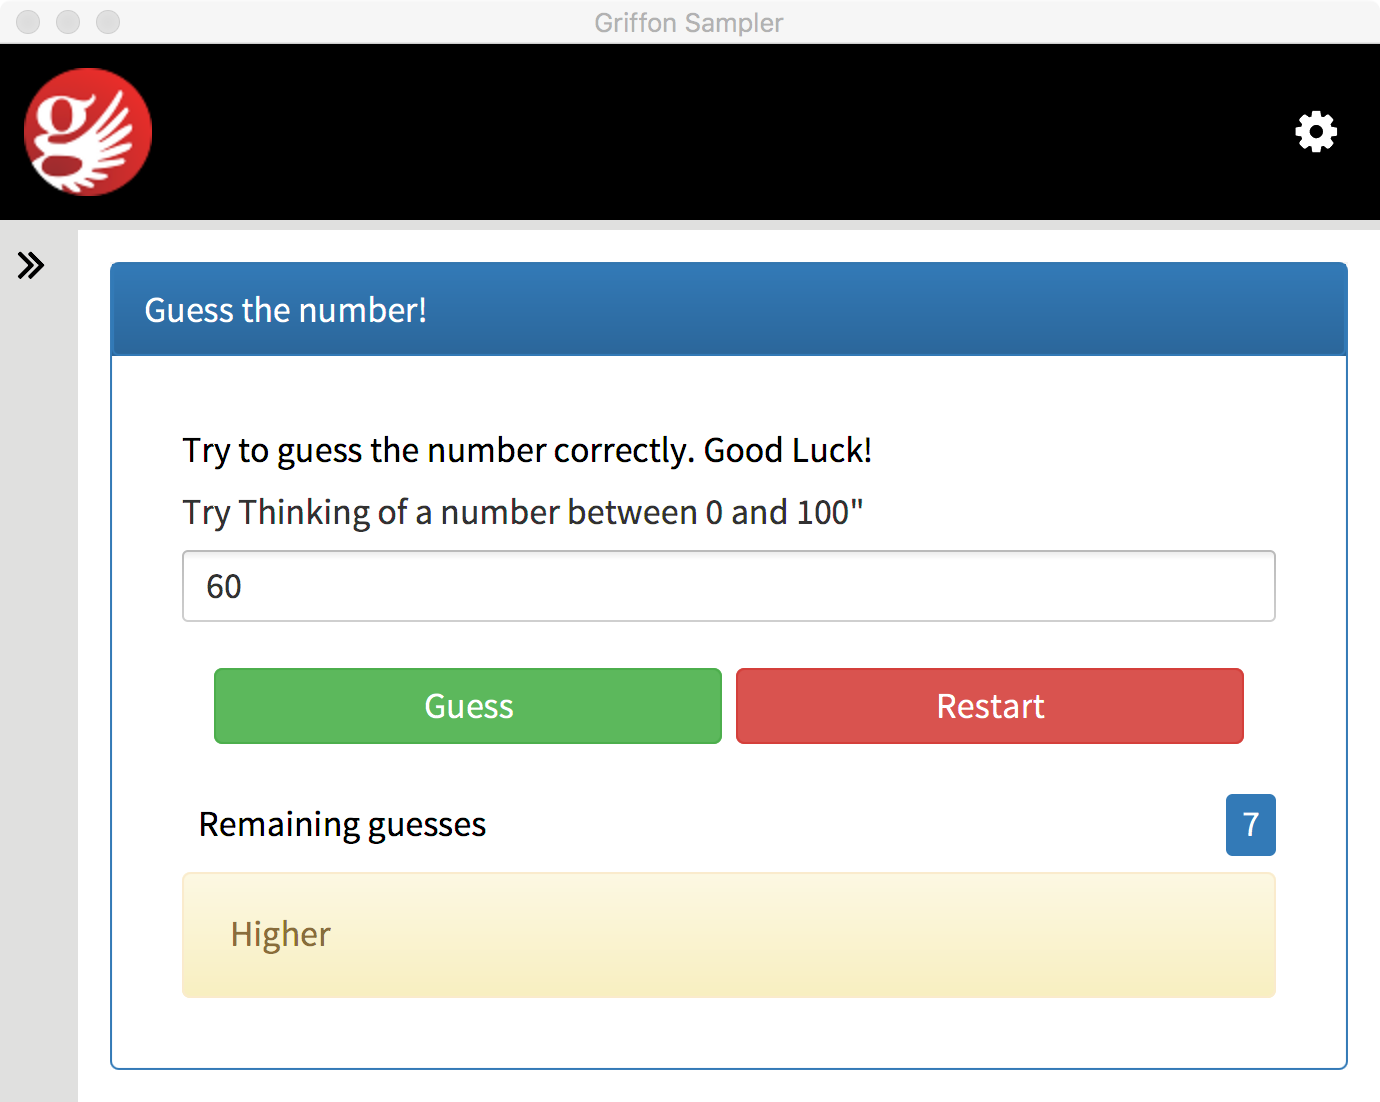 Griffon Sampler
g
Guess the number!
Try to guess the number correctly. Good Luck!
Try Thinking of a number between 0 and 100"
60
Guess
Restart
Remaining guesses
7
Higher